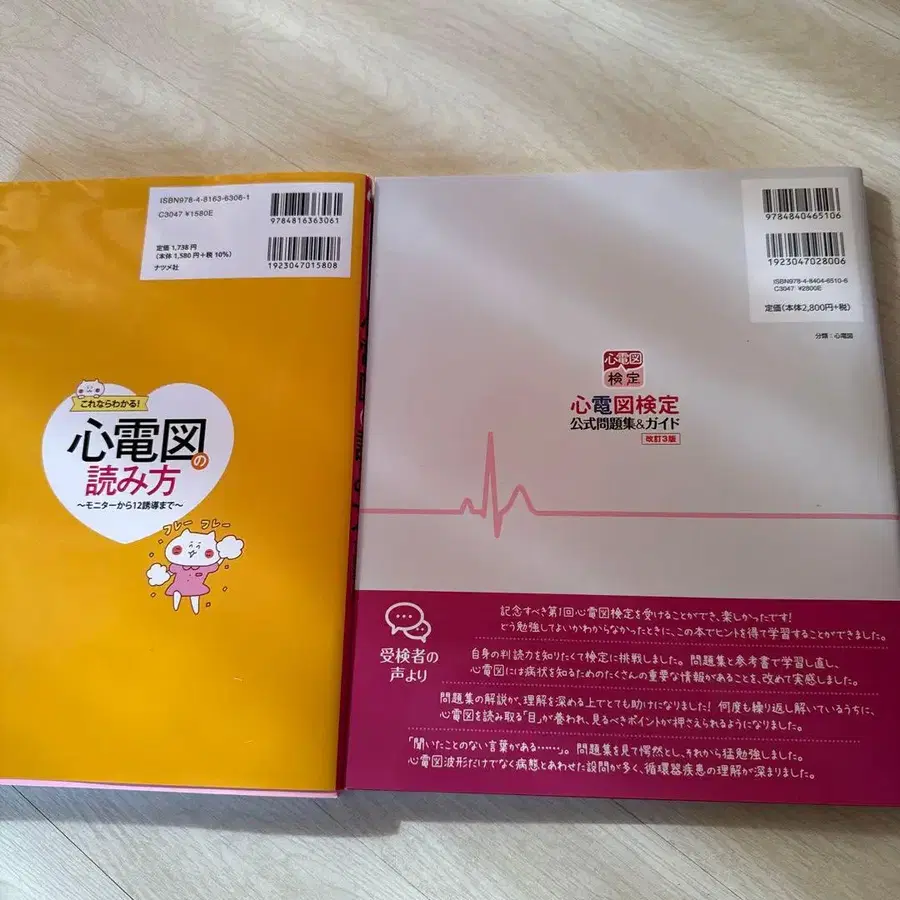 ISBN978-4-8163-6306-1
C3047 ¥1580E
9784816363061
定価 1,738 円
(本体 1,580 円+税 10%)
ナツメ社
1923047015808
これならわかる!
心電図の
読み方
〜モニターから12誘導まで〜
フレー フレー
9784840465106
1923047028006
ISBN978-4-8404-6510-6
C3047 ¥2800E
定価(本体2,800円+税)
分類:心電図
心電図
検定
心電図検定
公式問題集&ガイド
改訂3版
受検者の
声より
記念すべき第1回心電図検定を受けることができ、楽しかったです!
どう勉強してよいかわからなかったときに、この本でヒントを得て学習することができました。
自身の判読力を知りたくて検定に挑戦しました。問題集と参考書で学習し直し、
心電図には病状を知るためのたくさんの重要な情報があることを、改めて実感しました。
問題集の解説が、理解を深める上でとても助けになりました! 何度も繰り返し解いているうちに、
心電図を読み取る「目」が養われ、見るべきポイントが押さえられるようになりました。
「聞いたことのない言葉がある……」。問題集を見て愕然とし、それから猛勉強しました。
心電図波形だけでなく病態とあわせた設問が多く、循環器疾患の理解が深まりました。